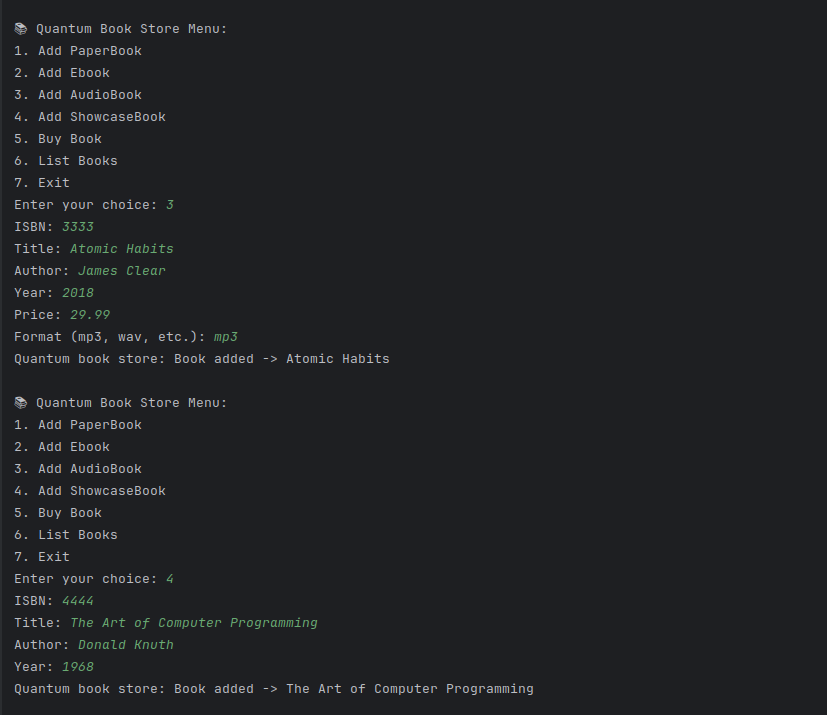 📚 Quantum Book Store Menu:
1. Add PaperBook
2. Add Ebook
3. Add AudioBook
4. Add ShowcaseBook
5. Buy Book
6. List Books
7. Exit
Enter your choice: 3
ISBN: 3333
Title: Atomic Habits
Author: James Clear
Year: 2018
Price: 29.99
Format (mp3, wav, etc.): mp3
Quantum book store: Book added -> Atomic Habits
📚 Quantum Book Store Menu:
1. Add PaperBook
2. Add Ebook
3. Add AudioBook
4. Add ShowcaseBook
5. Buy Book
6. List Books
7. Exit
Enter your choice: 4
ISBN: 4444
Title: The Art of Computer Programming
Author: Donald Knuth
Year: 1968
Quantum book store: Book added -> The Art of Computer Programming